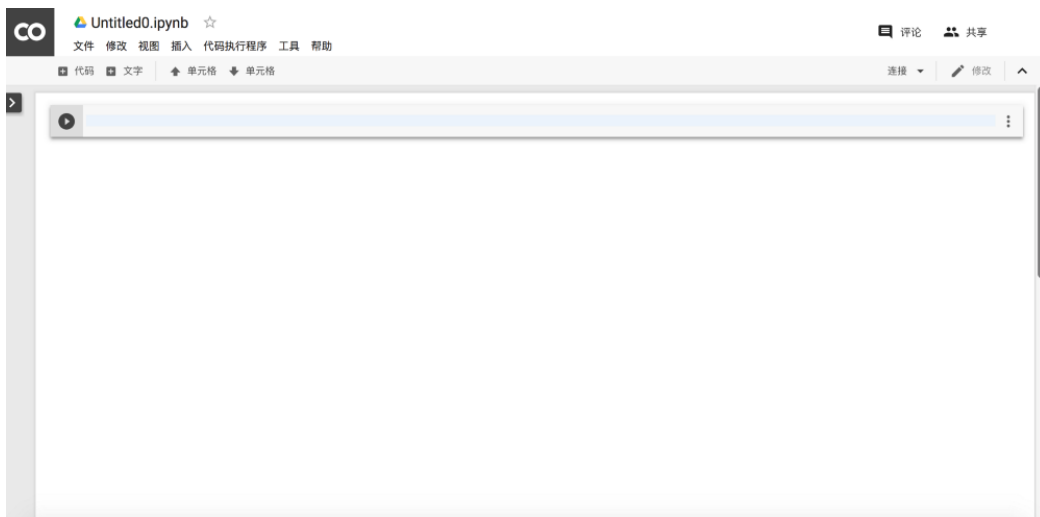 CO Untitled0.ipynb
评论 共享
文件 修改 视图 插入 代码执行程序 工具 帮助
代码 文字 单元格 单元格 连接 修改